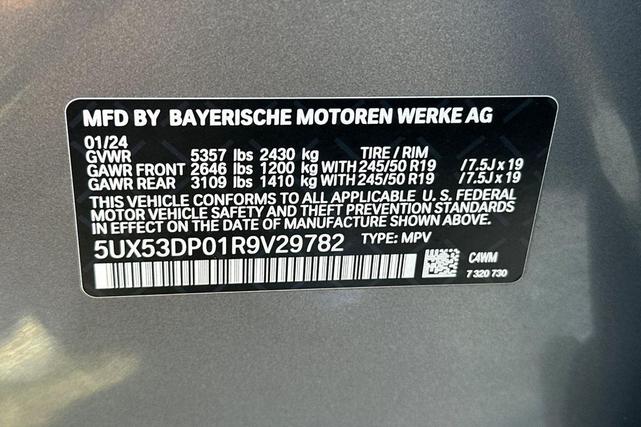 MFD BY BAYERISCHE MOTOREN WERKE AG
01/24
GVWR 5357 lbs 2430 kg TIRE / RIM
GAWR FRONT 2646 lbs 1200 kg WITH 245/50 R19 /7.5J x 19
GAWR REAR 3109 lbs 1410 kg WITH 245/50 R19 /7.5J x 19
THIS VEHICLE CONFORMS TO ALL APPLICABLE U. S. FEDERAL
MOTOR VEHICLE SAFETY AND THEFT PREVENTION STANDARDS
IN EFFECT ON THE DATE OF MANUFACTURE SHOWN ABOVE.
5UX53DP01R9V29782 TYPE: MPV
C4WM
7 320 730